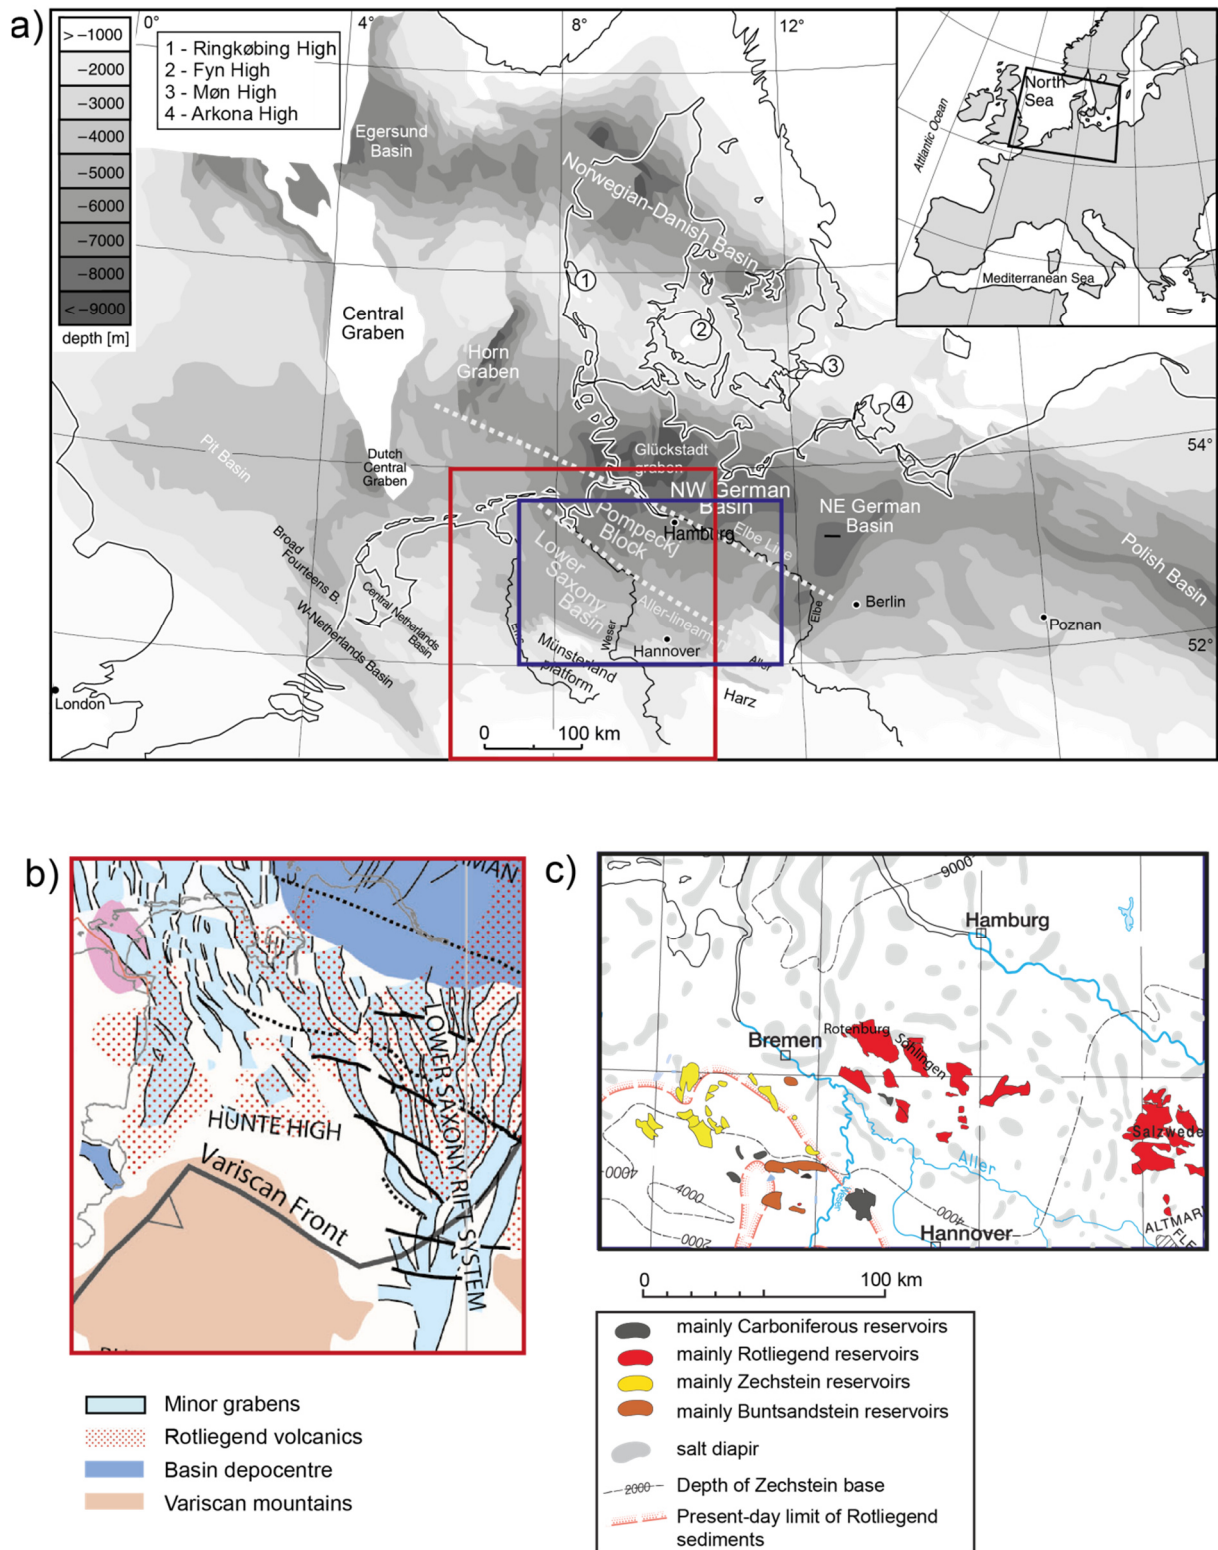 a)
> −1000
−2000
−3000
−4000
−5000
−6000
−7000
−8000
< −9000
depth [m]
0°
4°
8°
12°
1 - Ringkøbing High
2 - Fyn High
3 - Møn High
4 - Arkona High
North
Sea
Atlantic Ocean
Mediterranean Sea
Egersund
Basin
Norwegian-Danish Basin
1
2
3
4
Central
Graben
Horn
Graben
54°
Pit Basin
Dutch
Central
Graben
Glückstadt
graben
NW German
Basin
NE German
Basin
Polish Basin
Pompeckj
Block
Hamburg
Elbe Line
Lower
Saxony
Basin
Aller-lineament
Broad
Fourteens B.
Central Netherlands
Basin
W-Netherlands Basin
Ems
Weser
Elbe
Berlin
Poznan
52°
Hannover
Aller
Münsterland
platform
Harz
London
0
100 km
b)
MAN
LOWER SAXONY RIFT SYSTEM
HUNTE HIGH
Variscan Front
Minor grabens
Rotliegend volcanics
Basin depocentre
Variscan mountains
c)
9000
Hamburg
Rotenburg
Söhlingen
Bremen
Salzwede
Aller
4000
4000
4000
2000
Weser
Hannover
ALTMAR
FLE
0
100 km
mainly Carboniferous reservoirs
mainly Rotliegend reservoirs
mainly Zechstein reservoirs
mainly Buntsandstein reservoirs
salt diapir
2000
Depth of Zechstein base
Present-day limit of Rotliegend
sediments